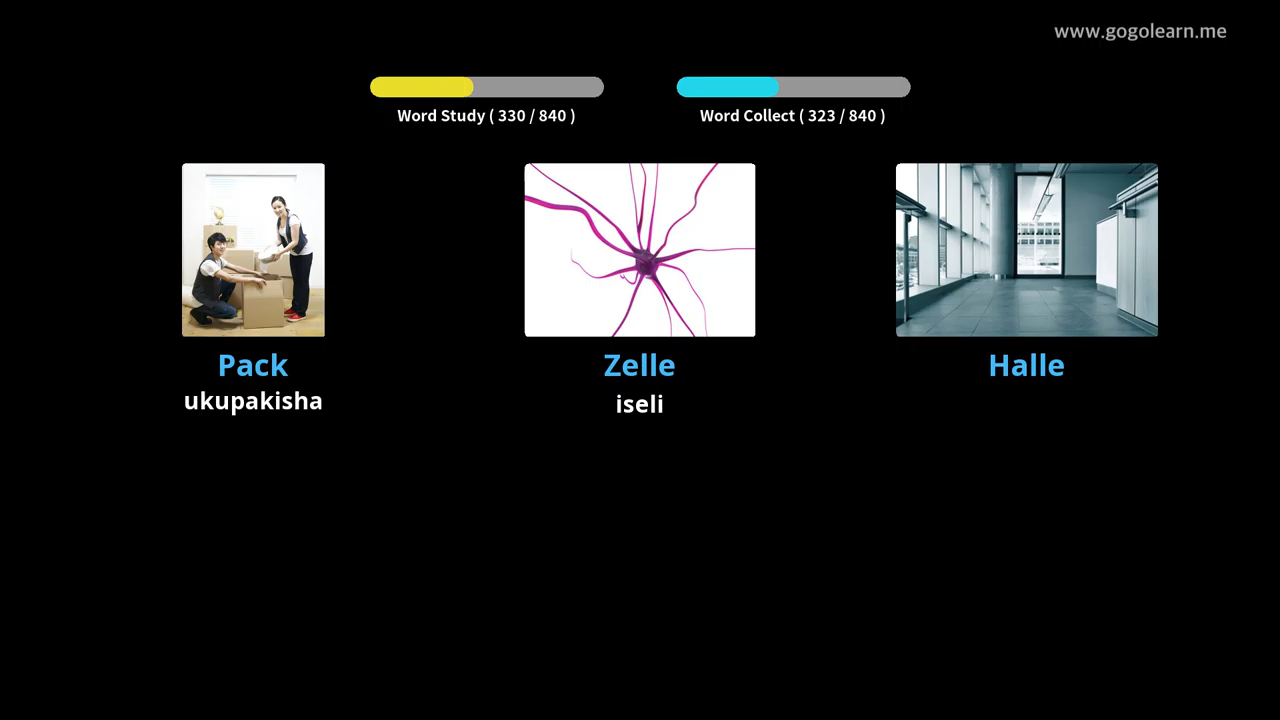 www.gogolearn.me
Word Study ( 330 / 840 )
Word Collect ( 323 / 840 )
Pack
Zelle
Halle
ukupakisha
iseli